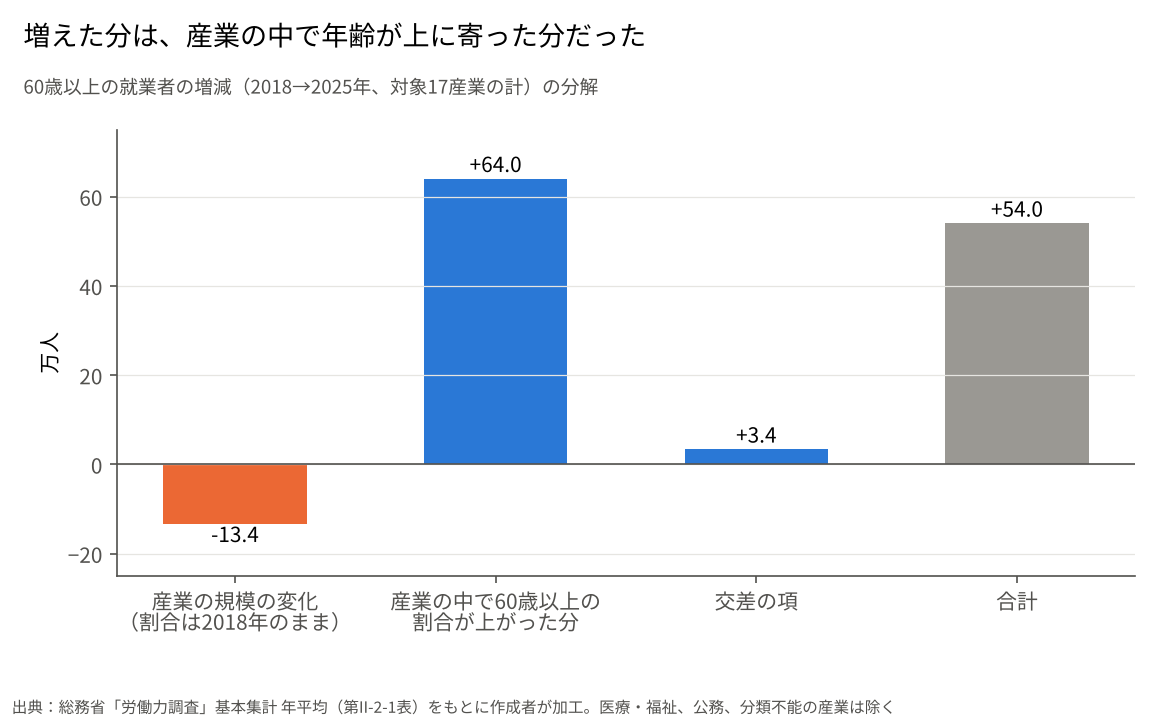 増えた分は、産業の中で年齢が上に寄った分だった
60歳以上の就業者の増減（2018→2025年、対象17産業の計）の分解
万人
60
40
20
0
−20
+64.0
+54.0
+3.4
-13.4
産業の規模の変化
（割合は2018年のまま）
産業の中で60歳以上の
割合が上がった分
交差の項
合計
出典：総務省「労働力調査」基本集計 年平均（第II-2-1表）をもとに作成者が加工。医療・福祉、公務、分類不能の産業は除く